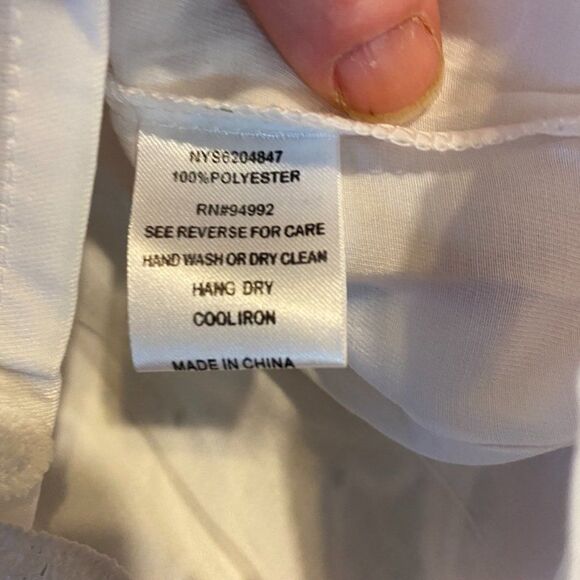 NYS6204847
100%POLYESTER
RN#94992
SEE REVERSE FOR CARE
HAND WASH OR DRY CLEAN
HANG DRY
COOLIRON
MADE IN CHINA